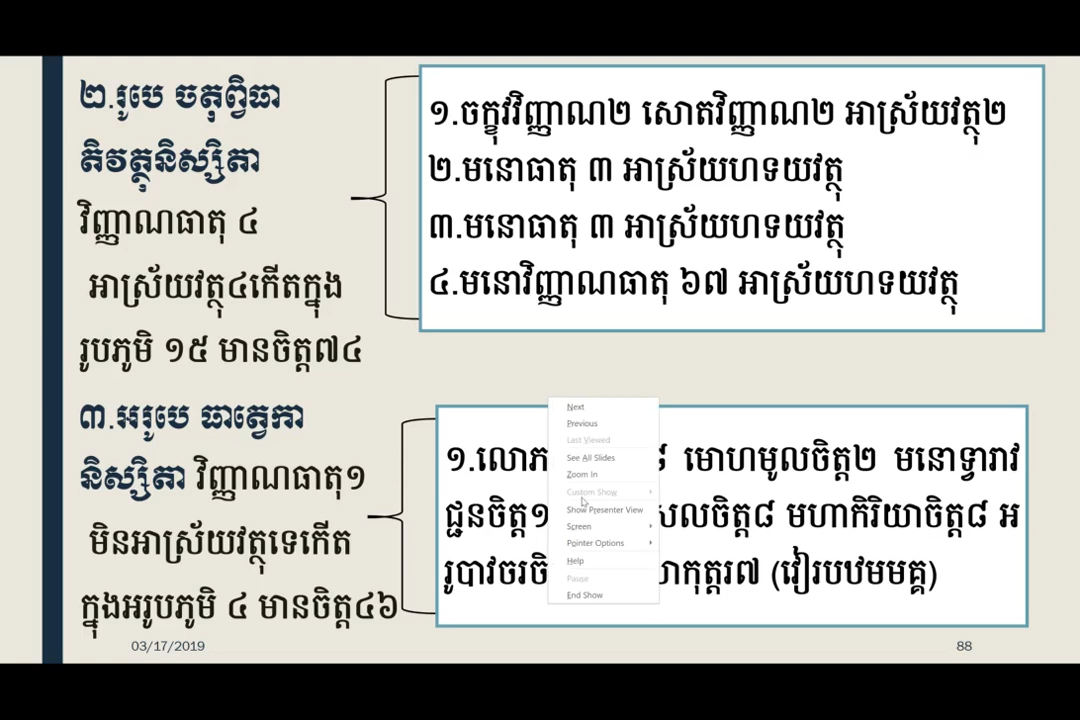 ២.រូបេ ចតុព្វិធា
តិវត្ថុនិស្សិតា
វិញ្ញាណធាតុ ៤
អាស្រ័យវត្ថុ៤កើតក្នុង
រូបភូមិ ១៥ មានចិត្ត៧៤
១.ចក្ខុវវិញ្ញាណ២ សោតវិញ្ញាណ២ អាស្រ័យវត្ថុ២
២.មនោធាតុ ៣ អាស្រ័យហទយវត្ថុ
៣.មនោធាតុ ៣ អាស្រ័យហទយវត្ថុ
៤.មនោវិញ្ញាណធាតុ ៦៧ អាស្រ័យហទយវត្ថុ
៣.អរូបេ ធាត្វេកា
និស្សិតា វិញ្ញាណធាតុ១
មិនអាស្រ័យវត្ថុទេកើត
ក្នុងអរូបភូមិ ៤ មានចិត្ត៤៦
១.លោភ ៨ មោហមូលចិត្ត២ មនោទ្វារាវ
ជ្ជនចិត្ត១ សលចិត្ត៨ មហាកិរិយាចិត្ត៨ អ
រូបាវចរចិ កុត្តរ៧ (វៀរបឋមមគ្គ)
Next
Previous
Last Viewed
See All Slides
Zoom In
Custom Show
Show Presenter View
Screen
Pointer Options
Help
Pause
End Show
03/17/2019
88